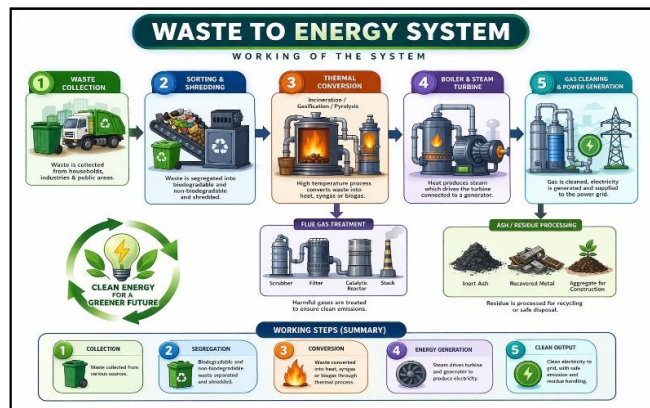 WASTE TO ENERGY SYSTEM
WORKING OF THE SYSTEM
1
WASTE
COLLECTION
Waste is collected
from households,
industries & public areas.
2
SORTING &
SHREDDING
Waste is segregated into
biodegradable and
non-biodegradable
and shredded.
3
THERMAL
CONVERSION
Incineration /
Gasification / Pyrolysis
High temperature process
converts waste into
heat, syngas or biogas.
4
BOILER & STEAM
TURBINE
Heat produces steam
which drives the turbine
connected to a generator.
5
GAS CLEANING
& POWER GENERATION
Gas is cleaned, electricity
is generated and supplied
to the power grid.
CLEAN ENERGY
FOR A
GREENER FUTURE
FLUE GAS TREATMENT
Scrubber
Filter
Catalytic
Reactor
Stack
Harmful gases are treated
to ensure clean emissions.
ASH / RESIDUE PROCESSING
Inert Ash
Recovered Metal
Aggregate for
Construction
Residue is processed for recycling
or safe disposal.
WORKING STEPS (SUMMARY)
1
COLLECTION
Waste collected from
various sources.
2
SEGREGATION
Biodegradable and
non-biodegradable
waste separated
and shredded.
3
CONVERSION
Waste converted
into heat, syngas
or biogas through
thermal process.
4
ENERGY GENERATION
Steam drives turbine
and generator to
produce electricity.
5
CLEAN OUTPUT
Clean electricity to
grid, with safe
emission and
residue handling.